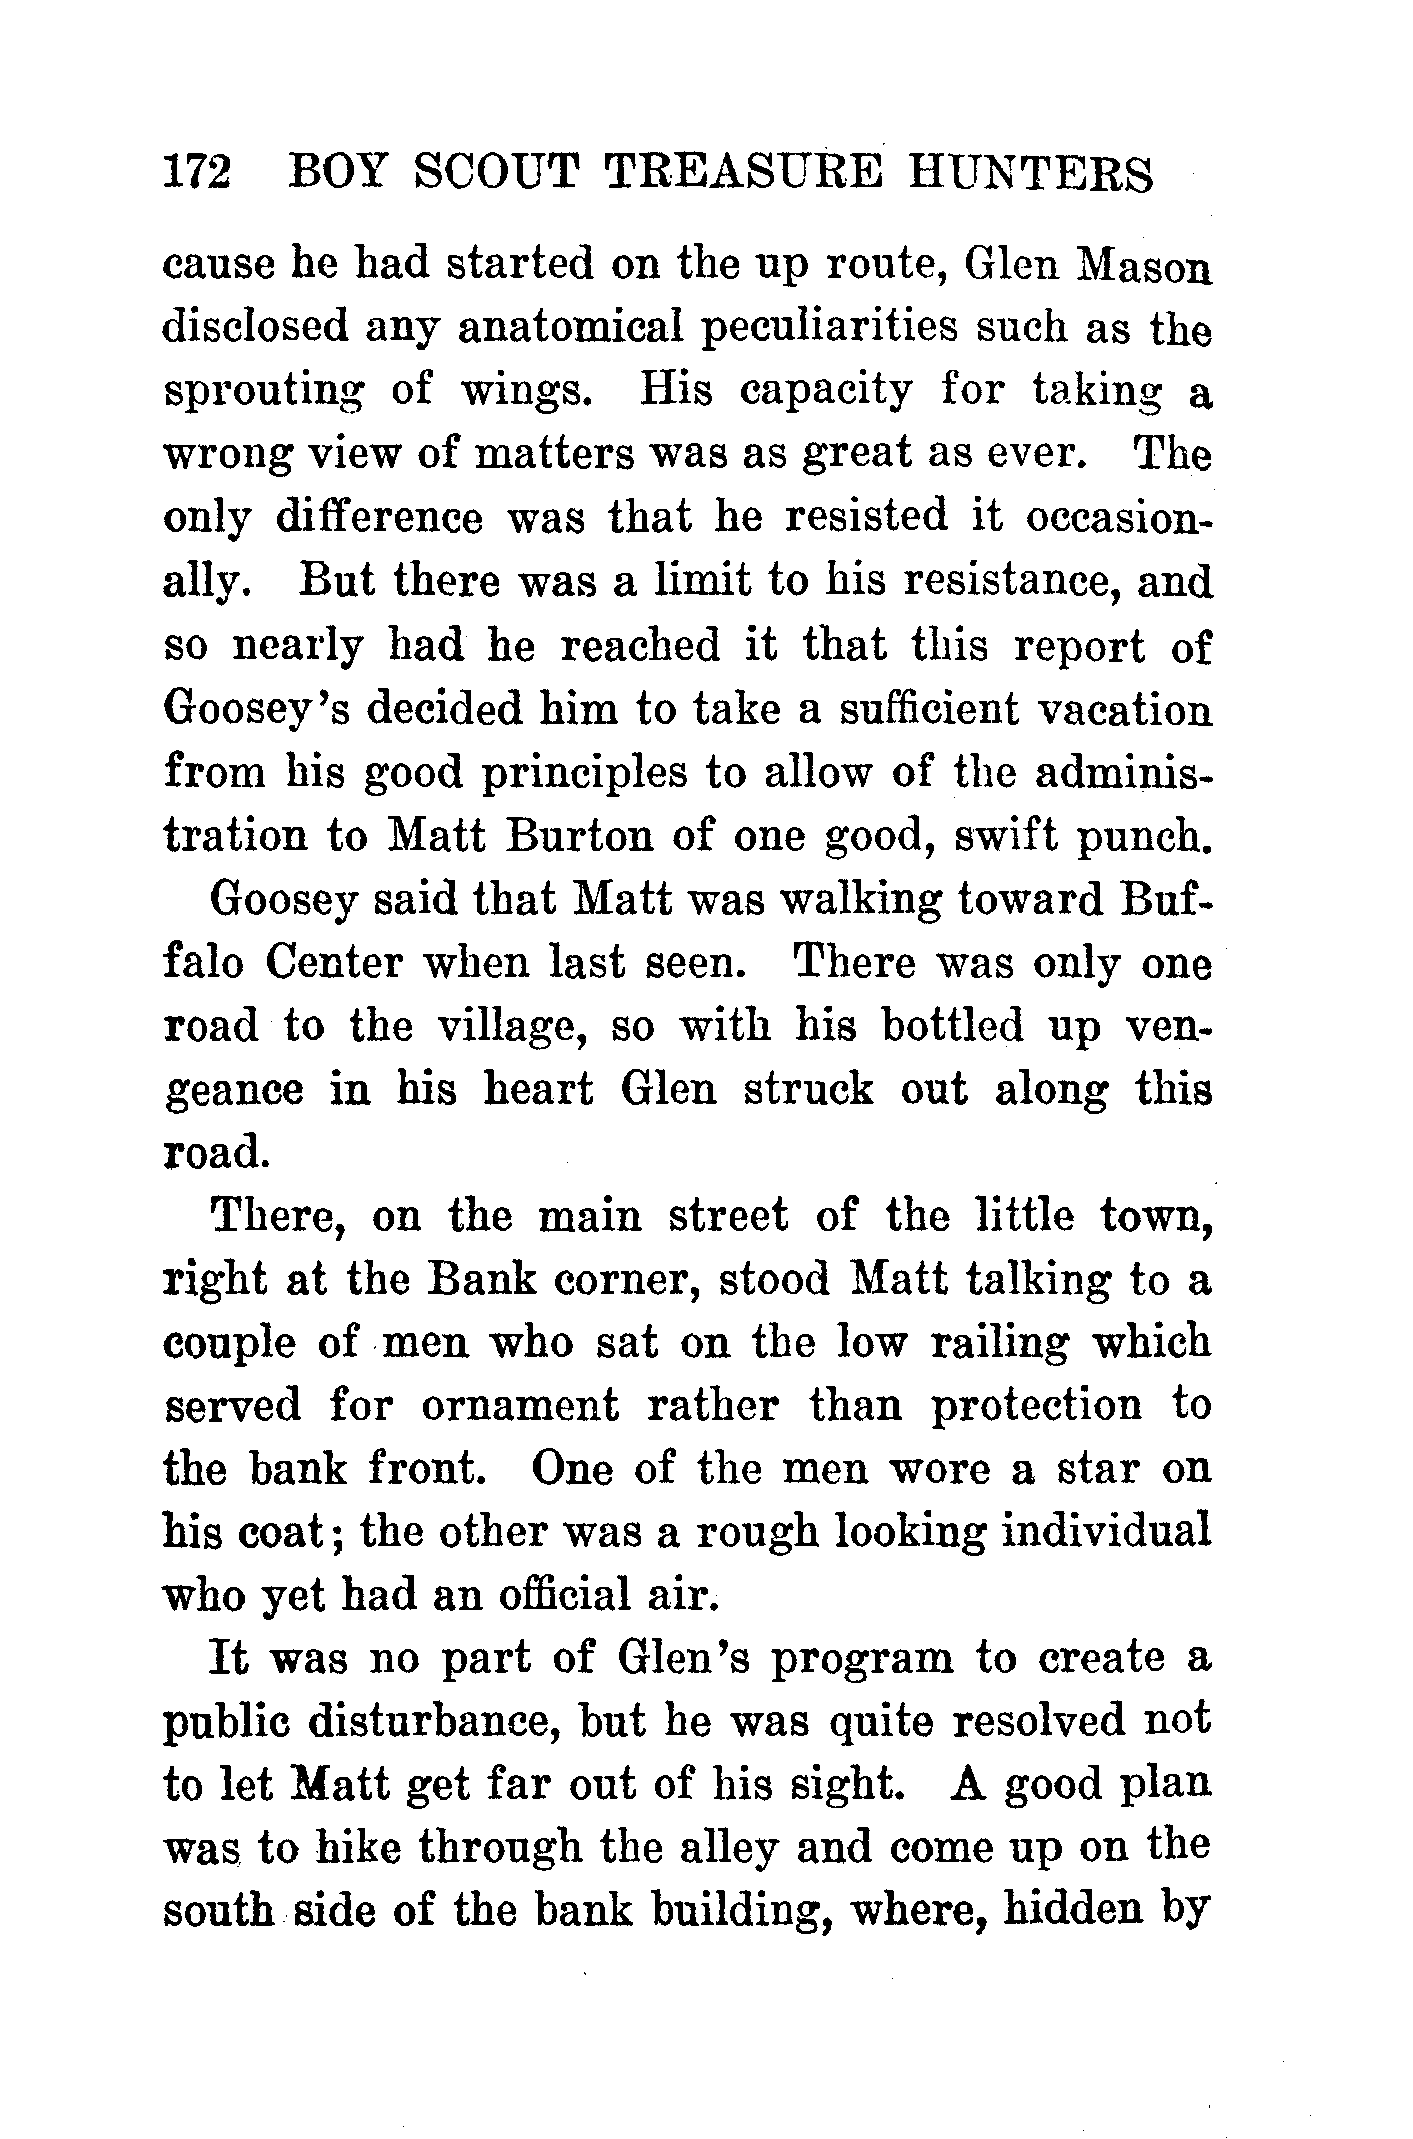 172 BOY SCOUT TREASURE HUNTERS
cause he had started on the up route, Glen Mason
disclosed any anatomical peculiarities such as the
sprouting of wings. His capacity for taking a
wrong view of matters was as great as ever. The
only difference was that he resisted it occasion-
ally. But there was a limit to his resistance, and
so nearly had he reached it that this report of
Goosey's decided him to take a sufficient vacation
from his good principles to allow of the adminis-
tration to Matt Burton of one good, swift punch.
Goosey said that Matt was walking toward Buf-
falo Center when last seen. There was only one
road to the village, so with his bottled up ven-
geance in his heart Glen struck out along this
road.
There, on the main street of the little town,
right at the Bank corner, stood Matt talking to a
couple of men who sat on the low railing which
served for ornament rather than protection to
the bank front. One of the men wore a star on
his coat; the other was a rough looking individual
who yet had an official air.
It was no part of Glen's program to create a
public disturbance, but he was quite resolved not
to let Matt get far out of his sight. A good plan
was to hike through the alley and come up on the
south side of the bank building, where, hidden by